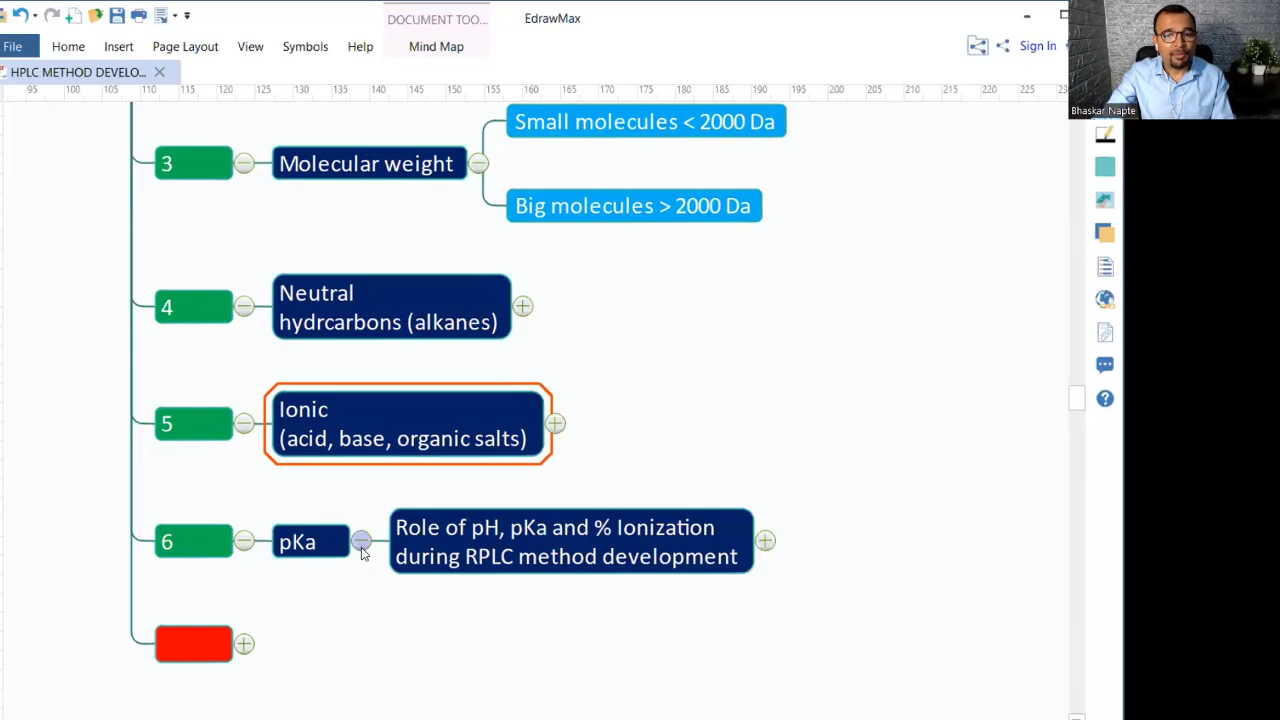 DOCUMENT TOO...
EdrawMax
File
Home
Insert
Page Layout
View
Symbols
Help
Mind Map
Sign In
HPLC METHOD DEVELO...
95 100 105 110 115 120 125 130 135 140 145 150 155 160 165 170 175 180 185 190 195 200 205 210 215 220 225 23
Bhaskar Napte
Small molecules < 2000 Da
3
Molecular weight
Big molecules > 2000 Da
4
Neutral
hydrcarbons (alkanes)
5
Ionic
(acid, base, organic salts)
6
pKa
Role of pH, pKa and % Ionization
during RPLC method development